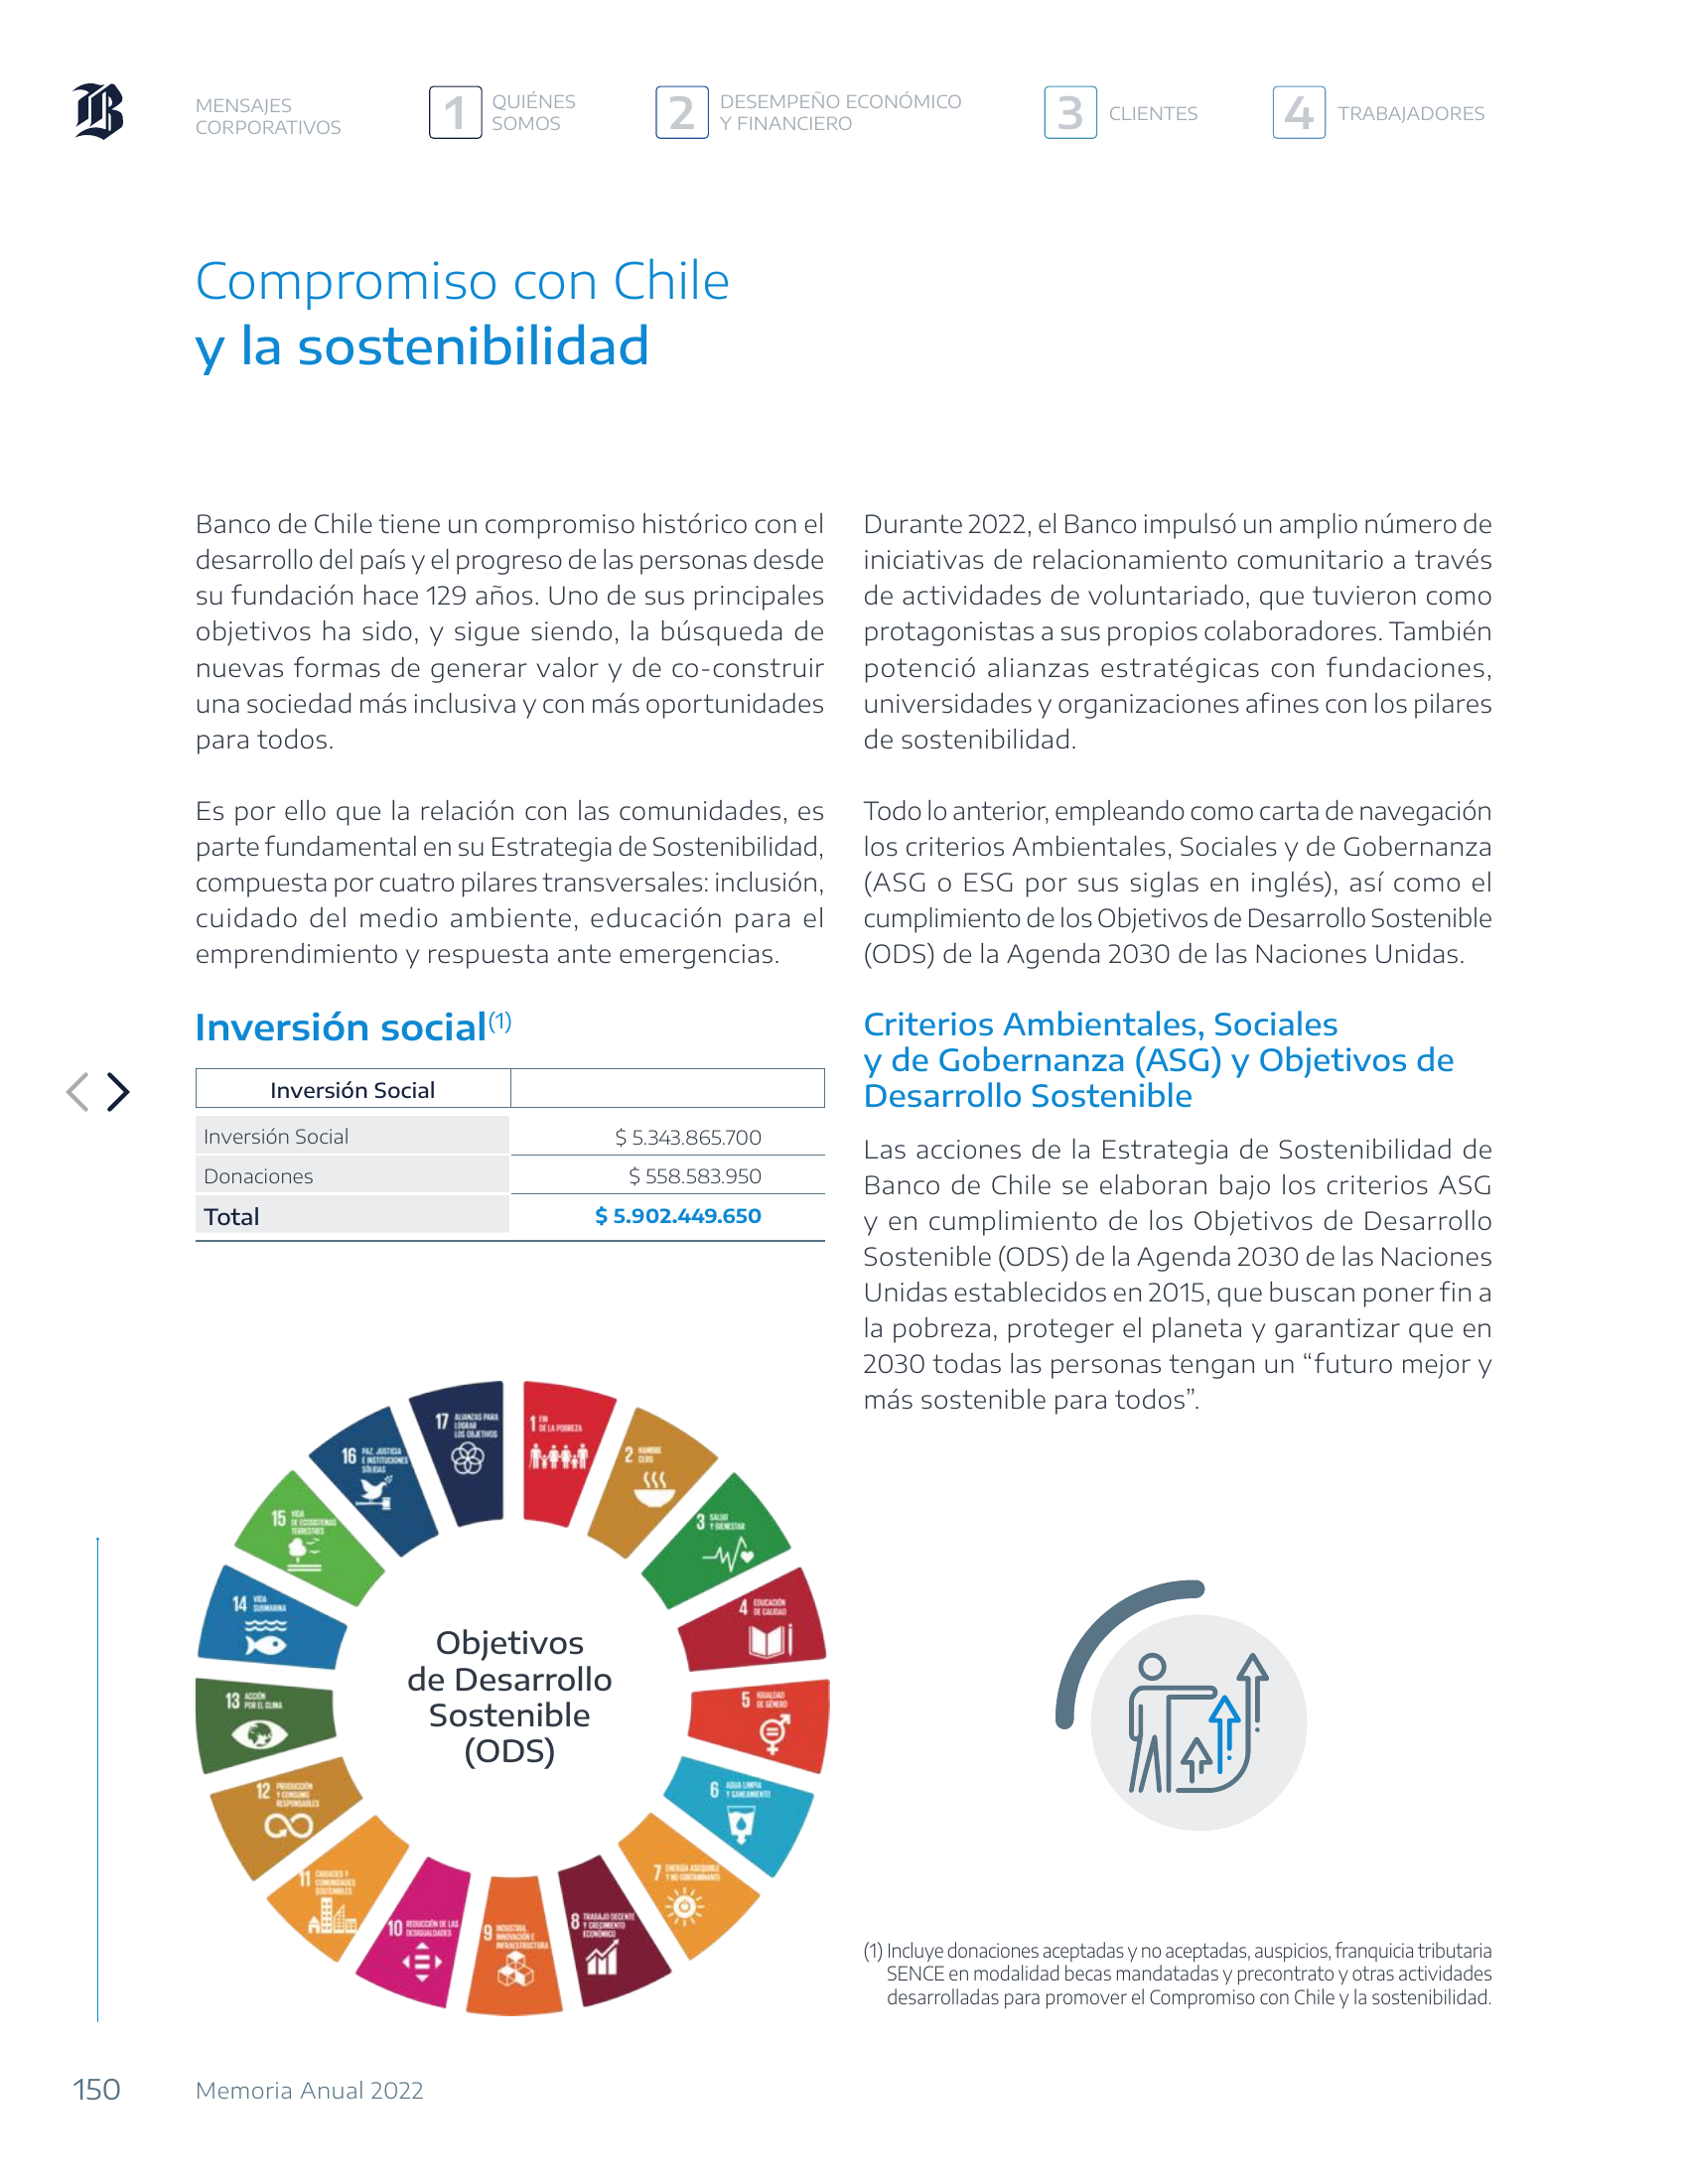 MENSAJES
CORPORATIVOS
1
QUIÉNES
SOMOS
2
DESEMPEÑO ECONÓMICO
Y FINANCIERO
3
CLIENTES
4
TRABAJADORES
Compromiso con Chile
y la sostenibilidad
Banco de Chile tiene un compromiso histórico con el
desarrollo del país y el progreso de las personas desde
su fundación hace 129 años. Uno de sus principales
objetivos ha sido, y sigue siendo, la búsqueda de
nuevas formas de generar valor y de co-construir
una sociedad más inclusiva y con más oportunidades
para todos.
Es por ello que la relación con las comunidades, es
parte fundamental en su Estrategia de Sostenibilidad,
compuesta por cuatro pilares transversales: inclusión,
cuidado del medio ambiente, educación para el
emprendimiento y respuesta ante emergencias.
Inversión social(1)
Inversión Social
Inversión Social $ 5.343.865.700
Donaciones $ 558.583.950
Total $ 5.902.449.650
Objetivos
de Desarrollo
Sostenible
(ODS)
1 FIN
DE LA POBREZA
2 HAMBRE
CERO
3 SALUD
Y BIENESTAR
4 EDUCACIÓN
DE CALIDAD
5 IGUALDAD
DE GÉNERO
6 AGUA LIMPIA
Y SANEAMIENTO
7 ENERGÍA ASEQUIBLE
Y NO CONTAMINANTE
8 TRABAJO DECENTE
Y CRECIMIENTO
ECONÓMICO
9 INDUSTRIA,
INNOVACIÓN E
INFRAESTRUCTURA
10 REDUCCIÓN DE LAS
DESIGUALDADES
11 CIUDADES Y
COMUNIDADES
SOSTENIBLES
12 PRODUCCIÓN
Y CONSUMO
RESPONSABLES
13 ACCIÓN
POR EL CLIMA
14 VIDA
SUBMARINA
15 VIDA
DE ECOSISTEMAS
TERRESTRES
16 PAZ, JUSTICIA
E INSTITUCIONES
SÓLIDAS
17 ALIANZAS PARA
LOGRAR
LOS OBJETIVOS
Durante 2022, el Banco impulsó un amplio número de
iniciativas de relacionamiento comunitario a través
de actividades de voluntariado, que tuvieron como
protagonistas a sus propios colaboradores. También
potenció alianzas estratégicas con fundaciones,
universidades y organizaciones afines con los pilares
de sostenibilidad.
Todo lo anterior, empleando como carta de navegación
los criterios Ambientales, Sociales y de Gobernanza
(ASG o ESG por sus siglas en inglés), así como el
cumplimiento de los Objetivos de Desarrollo Sostenible
(ODS) de la Agenda 2030 de las Naciones Unidas.
Criterios Ambientales, Sociales
y de Gobernanza (ASG) y Objetivos de
Desarrollo Sostenible
Las acciones de la Estrategia de Sostenibilidad de
Banco de Chile se elaboran bajo los criterios ASG
y en cumplimiento de los Objetivos de Desarrollo
Sostenible (ODS) de la Agenda 2030 de las Naciones
Unidas establecidos en 2015, que buscan poner fin a
la pobreza, proteger el planeta y garantizar que en
2030 todas las personas tengan un “futuro mejor y
más sostenible para todos”.
(1) Incluye donaciones aceptadas y no aceptadas, auspicios, franquicia tributaria
SENCE en modalidad becas mandatadas y precontrato y otras actividades
desarrolladas para promover el Compromiso con Chile y la sostenibilidad.
150
Memoria Anual 2022